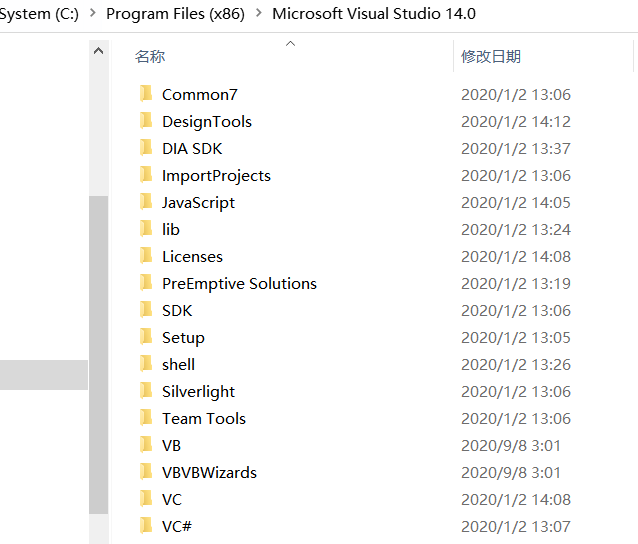 System (C:) > Program Files (x86) > Microsoft Visual Studio 14.0
名称 修改日期
Common7 2020/1/2 13:06
DesignTools 2020/1/2 14:12
DIA SDK 2020/1/2 13:37
ImportProjects 2020/1/2 13:06
JavaScript 2020/1/2 14:05
lib 2020/1/2 13:24
Licenses 2020/1/2 14:08
PreEmptive Solutions 2020/1/2 13:19
SDK 2020/1/2 13:06
Setup 2020/1/2 13:05
shell 2020/1/2 13:26
Silverlight 2020/1/2 13:06
Team Tools 2020/1/2 13:06
VB 2020/9/8 3:01
VBVBWizards 2020/9/8 3:01
VC 2020/1/2 14:08
VC# 2020/1/2 13:07